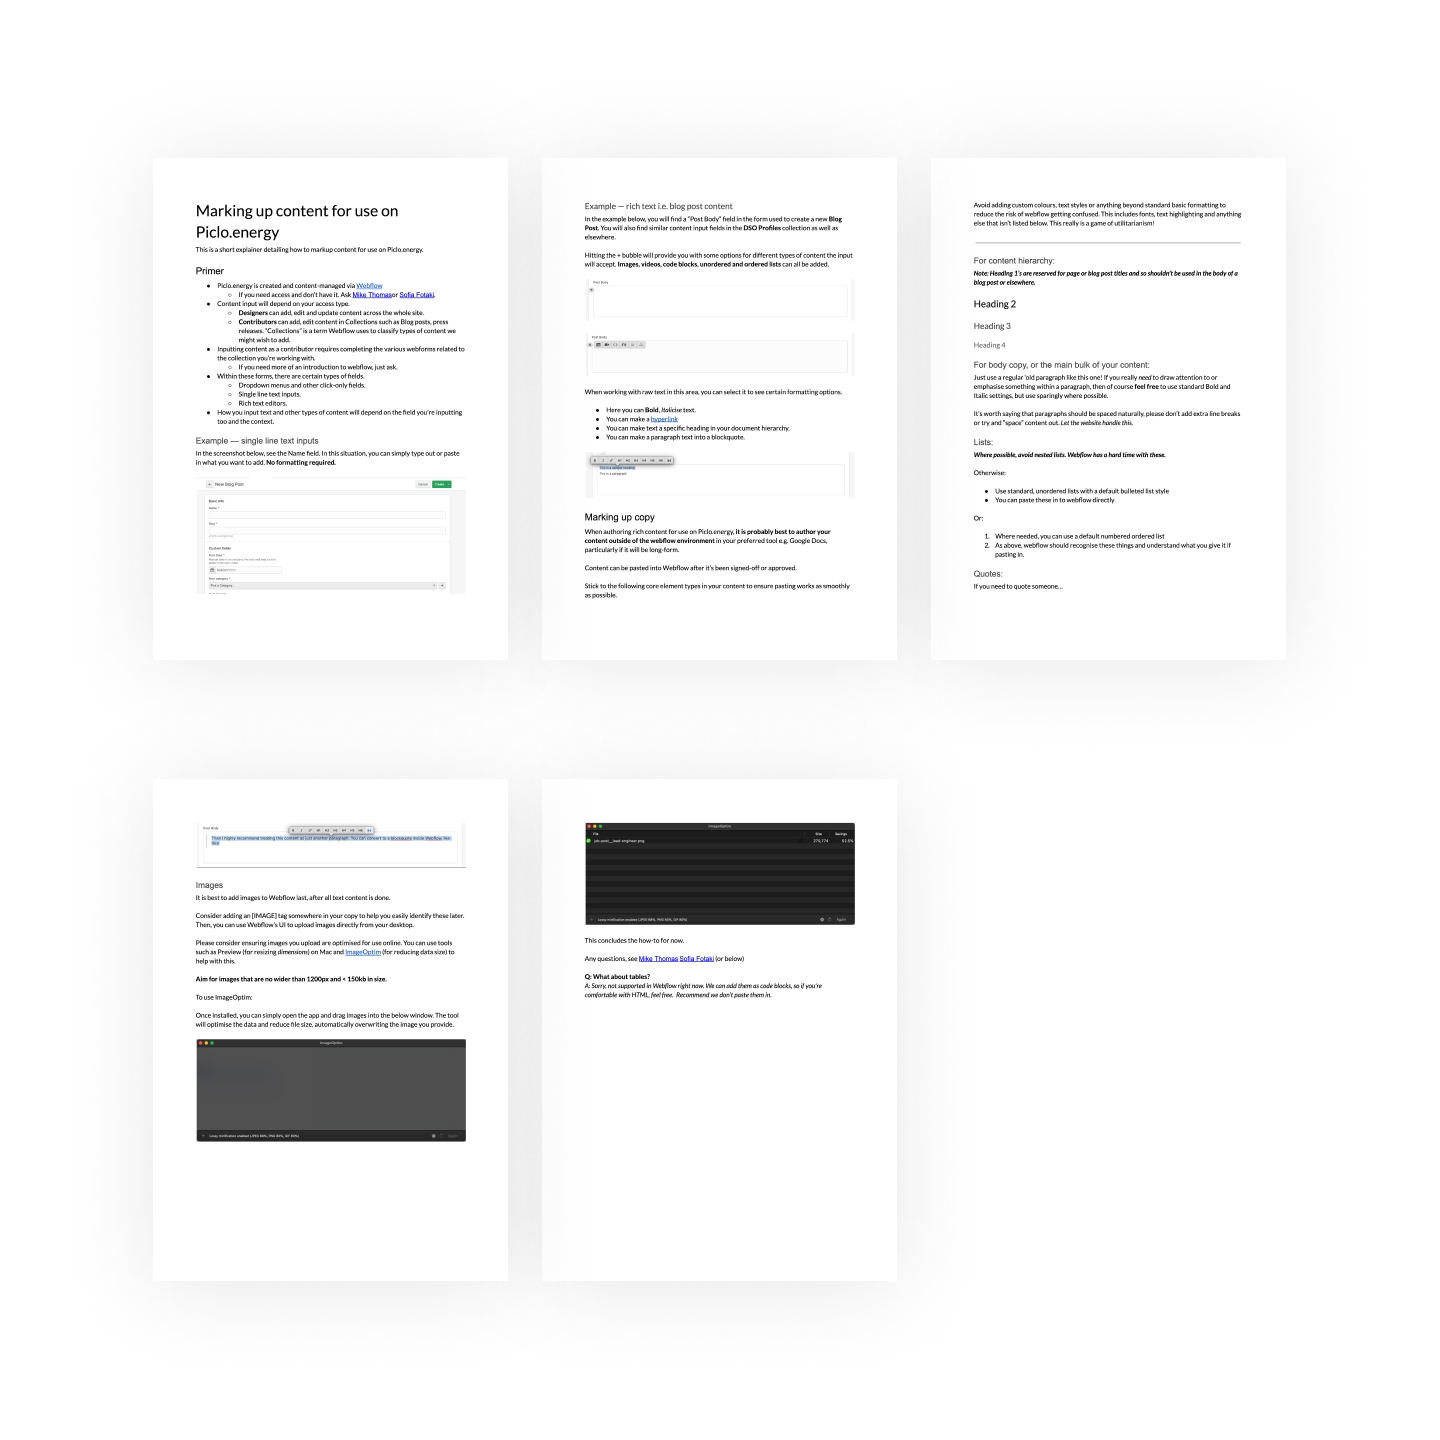 Marking up content for use on
Piclo.energy
This is a short explainer detailing how to markup content for use on Piclo.energy.
Primer
● Piclo.energy is created and content-managed via Webflow
○ If you need access and don't have it. Ask Mike Thomasor Sofia Fotaki.
● Content input will depend on your access type.
○ Designers can add, edit and update content across the whole site.
○ Contributors can add, edit content in Collections such as Blog posts, press
releases. "Collections" is a term Webflow uses to classify types of content we
might wish to add.
● Inputting content as a contributor requires completing the various webforms related to
the collection you're working with.
○ If you need more of an introduction to webflow, just ask.
● Within these forms, there are certain types of fields.
○ Dropdown menus and other click-only fields.
○ Single line text inputs.
○ Rich text editors.
● How you input text and other types of content will depend on the field you're inputting
too and the context.
Example — single line text inputs
In the screenshot below, see the Name field. In this situation, you can simply type out or paste
in what you want to add. No formatting required.
New Blog Post
Cancel
Create
Basic Info
Name *
Slug *
Custom Fields
Post Date *
Post category *
Pick a Category...
Example — rich text i.e. blog post content
In the example below, you will find a "Post Body" field in the form used to create a new Blog
Post. You will also find similar content input fields in the DSO Profiles collection as well as
elsewhere.
Hitting the + bubble will provide you with some options for different types of content the input
will accept. Images, videos, code blocks, unordered and ordered lists can all be added.
Post Body
Post Body
When working with raw text in this area, you can select it to see certain formatting options.
● Here you can Bold, Italicise text.
● You can make a hyperlink
● You can make text a specific heading in your document hierarchy.
● You can make a paragraph text into a blockquote.
This is a sample heading
This is a paragraph
Marking up copy
When authoring rich content for use on Piclo.energy, it is probably best to author your
content outside of the webflow environment in your preferred tool e.g. Google Docs,
particularly if it will be long-form.
Content can be pasted into Webflow after it's been signed-off or approved.
Stick to the following core element types in your content to ensure pasting works as smoothly
as possible.
Avoid adding custom colours, text styles or anything beyond standard basic formatting to
reduce the risk of webflow getting confused. This includes fonts, text highlighting and anything
else that isn't listed below. This really is a game of utilitarianism!
For content hierarchy:
Note: Heading 1's are reserved for page or blog post titles and so shouldn't be used in the body of a
blog post or elsewhere.
Heading 2
Heading 3
Heading 4
For body copy, or the main bulk of your content:
Just use a regular 'old paragraph like this one! If you really need to draw attention to or
emphasise something within a paragraph, then of course feel free to use standard Bold and
Italic settings, but use sparingly where possible.
It's worth saying that paragraphs should be spaced naturally, please don't add extra line breaks
or try and "space" content out. Let the website handle this.
Lists:
Where possible, avoid nested lists. Webflow has a hard time with these.
Otherwise:
● Use standard, unordered lists with a default bulleted list style
● You can paste these in to webflow directly
Or:
1. Where needed, you can use a default numbered ordered list
2. As above, webflow should recognise these things and understand what you give it if
pasting in.
Quotes:
If you need to quote someone...
Post Body
Then I highly recommend treating this content as just another paragraph. You can convert to a blockquote inside Webflow, like
this:
Images
It is best to add images to Webflow last, after all text content is done.
Consider adding an [IMAGE] tag somewhere in your copy to help you easily identify these later.
Then, you can use Webflow's UI to upload images directly from your desktop.
Please consider ensuring images you upload are optimised for use online. You can use tools
such as Preview (for resizing dimensions) on Mac and ImageOptim (for reducing data size) to
help with this.
Aim for images that are no wider than 1200px and < 150kb in size.
To use ImageOptim:
Once installed, you can simply open the app and drag images into the below window. The tool
will optimise the data and reduce file size, automatically overwriting the image you provide.
ImageOptim
Lossy minification enabled (JPEG 88%, PNG 80%, GIF 80%)
Again
ImageOptim
File Size Savings
job-post__lead-engineer.png 270,774 52.5%
Lossy minification enabled (JPEG 88%, PNG 80%, GIF 80%)
Again
This concludes the how-to for now.
Any questions, see Mike Thomas Sofia Fotaki (or below)
Q: What about tables?
A: Sorry, not supported in Webflow right now. We can add them as code blocks, so if you're
comfortable with HTML, feel free. Recommend we don't paste them in.